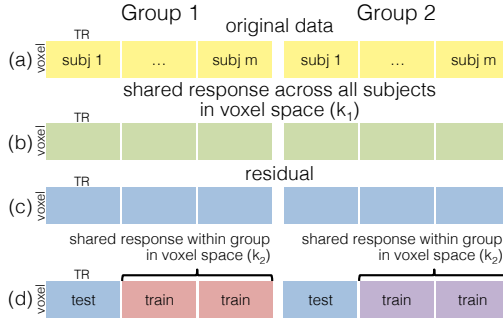 Group 1 Group 2
original data
TR
(a) voxel subj 1 ... subj m subj 1 ... subj m
shared response across all subjects
in voxel space (k₁)
TR
(b) voxel
residual
TR
(c) voxel
shared response within group shared response within group
in voxel space (k₂) in voxel space (k₂)
TR
(d) voxel test train train test train train